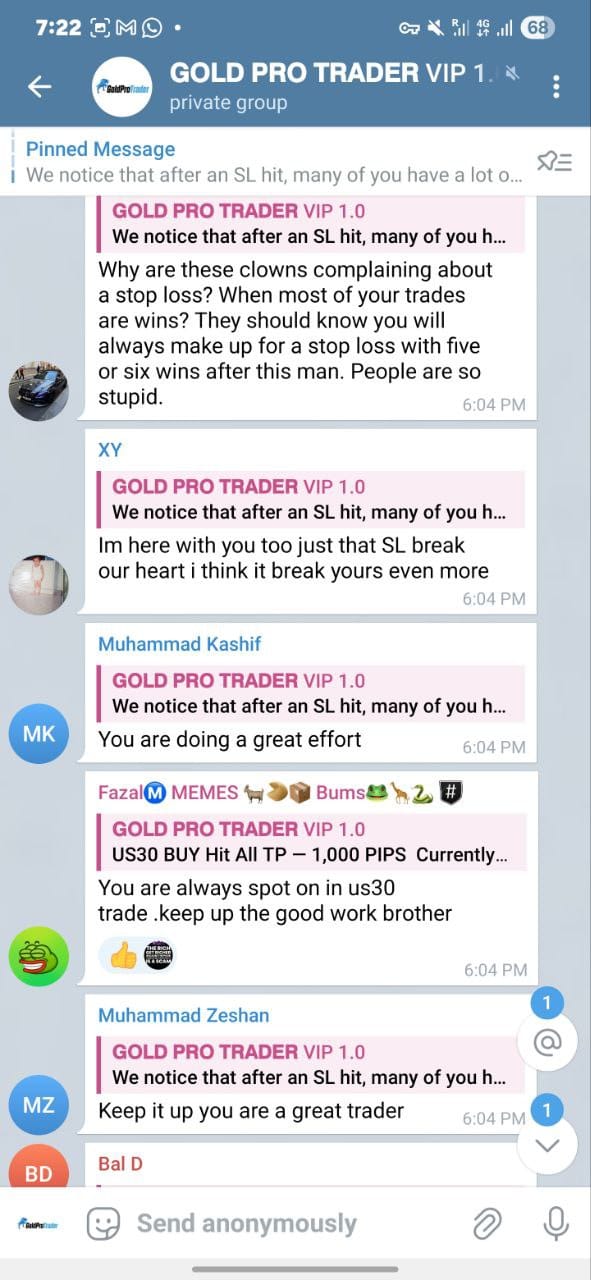 7:22
R 4G 68
GOLD PRO TRADER VIP 1.
private group
GoldProTrader
Pinned Message
We notice that after an SL hit, many of you have a lot o...
GOLD PRO TRADER VIP 1.0
We notice that after an SL hit, many of you h...
Why are these clowns complaining about
a stop loss? When most of your trades
are wins? They should know you will
always make up for a stop loss with five
or six wins after this man. People are so
stupid.
6:04 PM
XY
GOLD PRO TRADER VIP 1.0
We notice that after an SL hit, many of you h...
Im here with you too just that SL break
our heart i think it break yours even more
6:04 PM
Muhammad Kashif
GOLD PRO TRADER VIP 1.0
We notice that after an SL hit, many of you h...
MK
You are doing a great effort
6:04 PM
FazalⓂ️ MEMES 🐐🥠📦 Bums🐸🦒🐍 #
GOLD PRO TRADER VIP 1.0
US30 BUY Hit All TP — 1,000 PIPS Currently...
You are always spot on in us30
trade .keep up the good work brother
6:04 PM
Muhammad Zeshan
1
GOLD PRO TRADER VIP 1.0
@
We notice that after an SL hit, many of you h...
MZ
Keep it up you are a great trader
6:04 PM
1
Bal D
BD
GoldProTrader
Send anonymously